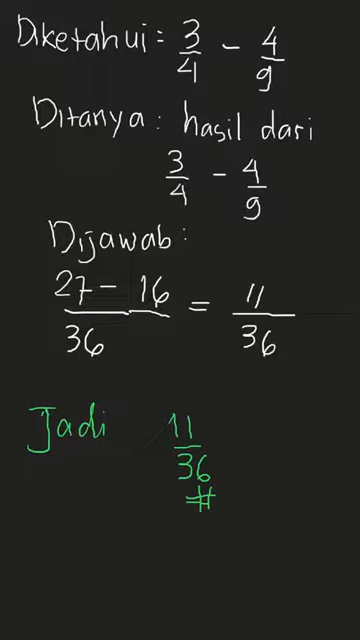 Diketahui = 3/4 - 4/9
Ditanya : hasil dari
3/4 - 4/9
Dijawab :
27 - 16 / 36 = 11/36
Jadi 11/36
#